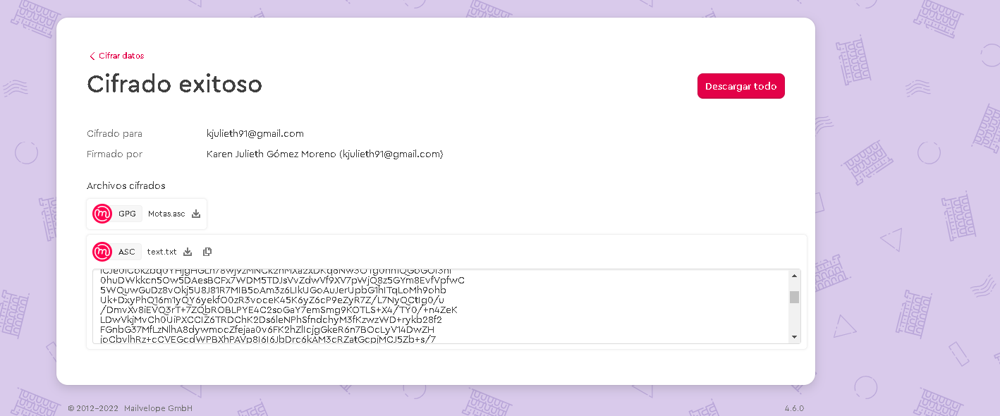 Cifrar datos
Cifrado exitoso
Descargar todo
Cifrado para kjulieth91@gmail.com
Firmado por Karen Julieth Gómez Moreno (kjulieth91@gmail.com)
Archivos cifrados
GPG Motas.asc
ASC text.txt
0huDWkkcn5Ow5DAesBCFx7WDM5TDJsVvZdwVf9XV7pWjQ8z5GYm8EvfVpfwC
5WQuwGuDz8vOkj5U8J81R7MIB5oAm3z6LIkUGoAuJerUpbG1hITqLoMh9ohb
Uk+DxyPhQ16m1yQY6yekfO0zR3voceK45K6yZ6cP9eZyR7Z/L7NyQCtIg0/u
/DmvXv8iEVQ3rT+7ZQbROBLPYE4C2soGaY7emSmg9KOTLS+X4/TY0/+n4ZeK
LDwVkjMvCh0UiPXCClZ6TRDChK2Ds6leNPhSfndchyM3fKzwzWD+rykb28f2
FGnbG37MfLzNlhA8dywmocZfejaa0v6FK2hZlIcjgGkeR6n7BOcLyV14DwZH
joCbvlhRz+cCVEGcdWPBXhPAVp8I6I6JbDrc6kAM3cRZatGcpjMCJ5Zb+s/7
© 2012-2022 Mailvelope GmbH
4.6.0